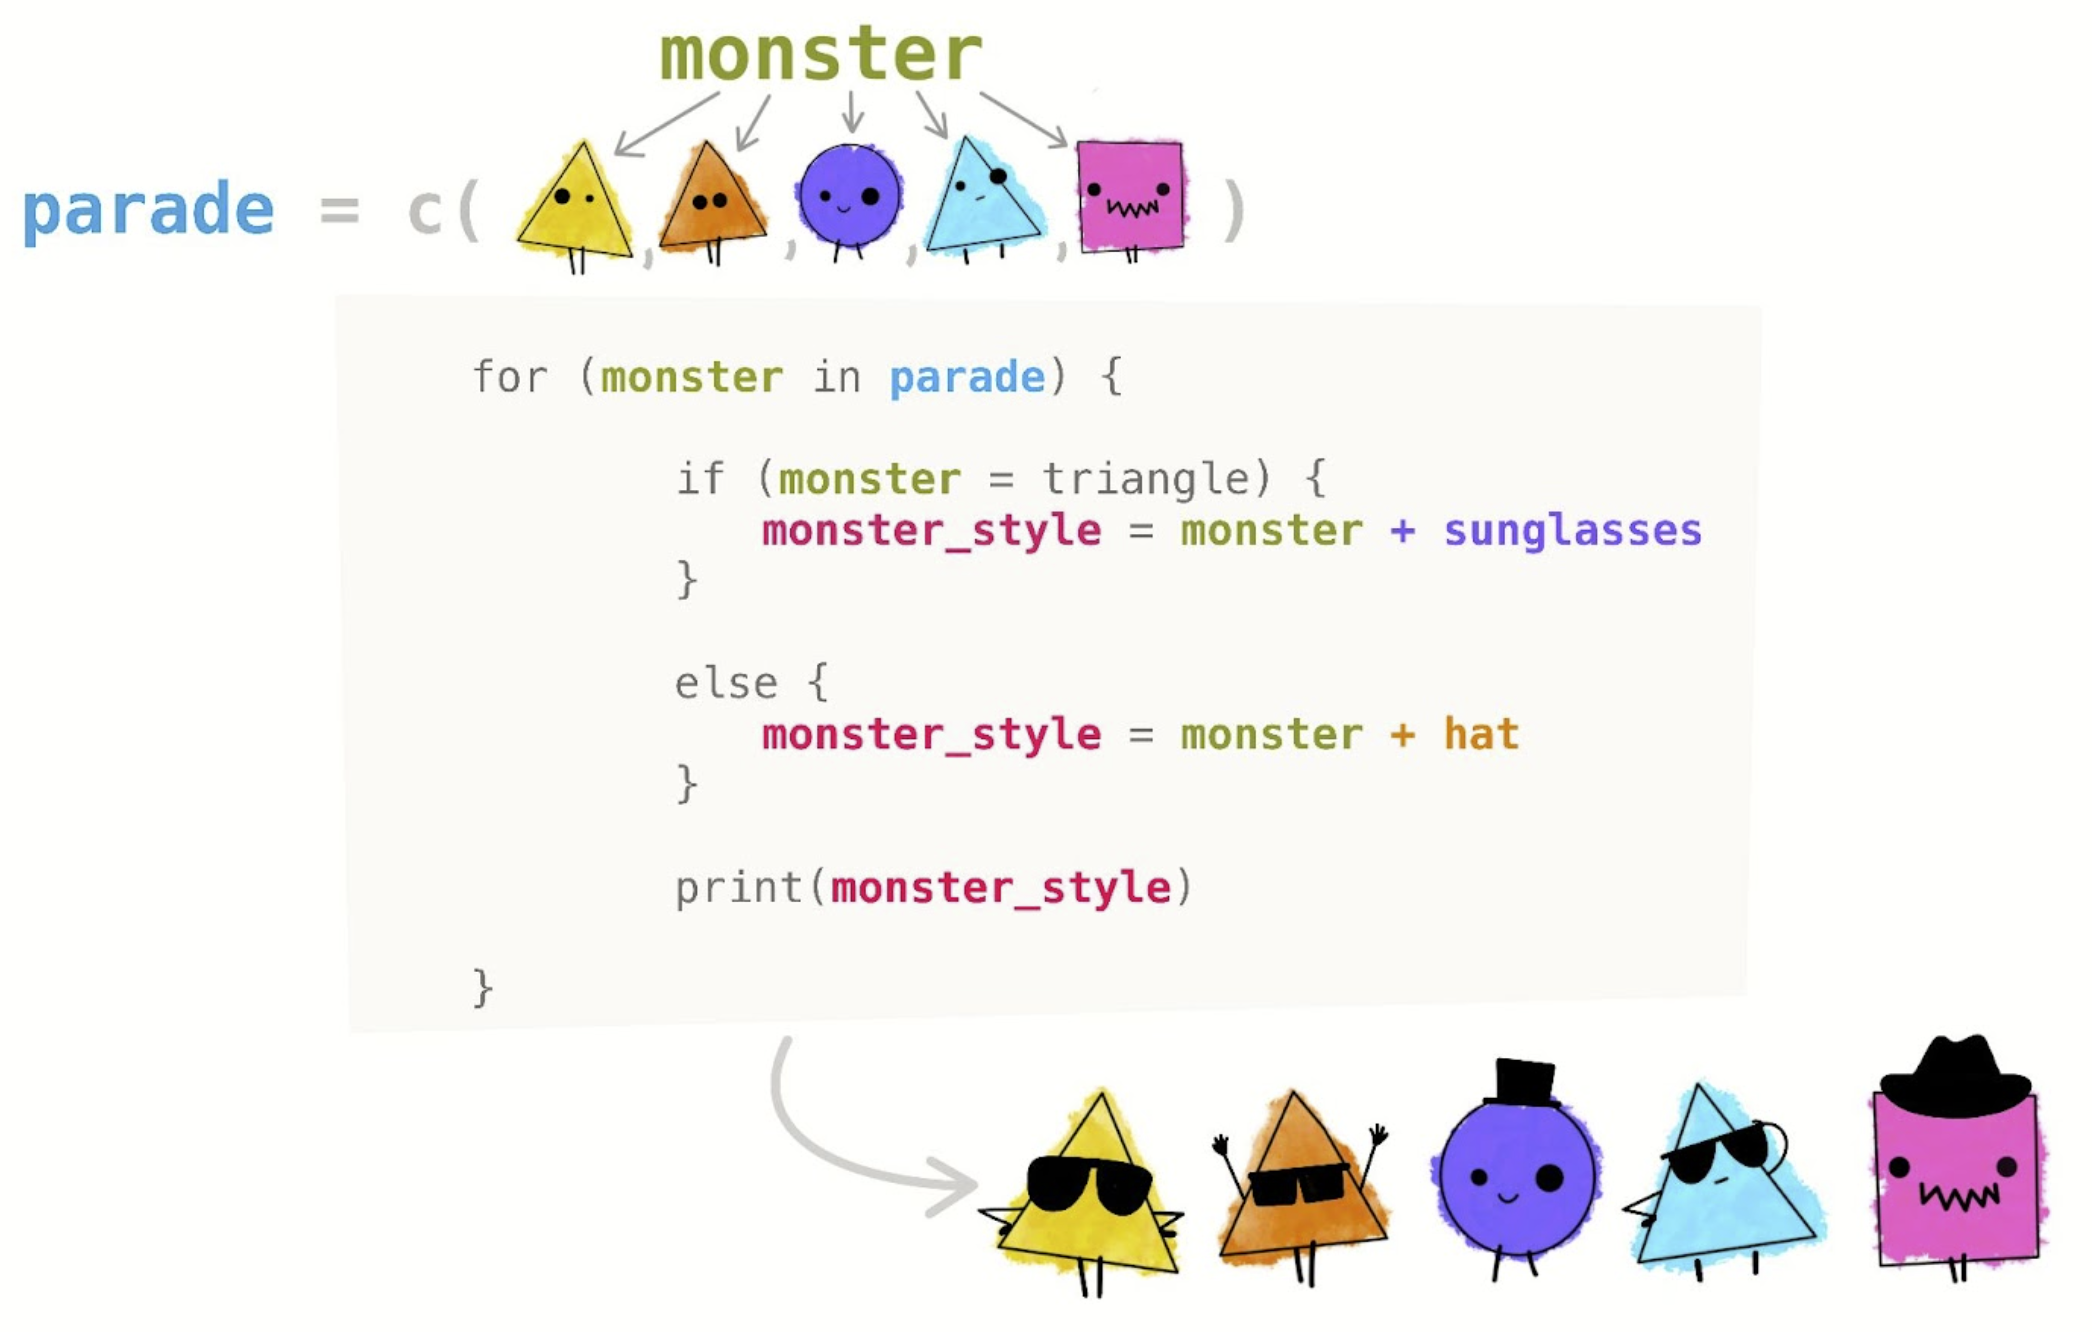 monster
parade = c( , , , , )
for (monster in parade) {
if (monster = triangle) {
monster_style = monster + sunglasses
}
else {
monster_style = monster + hat
}
print(monster_style)
}